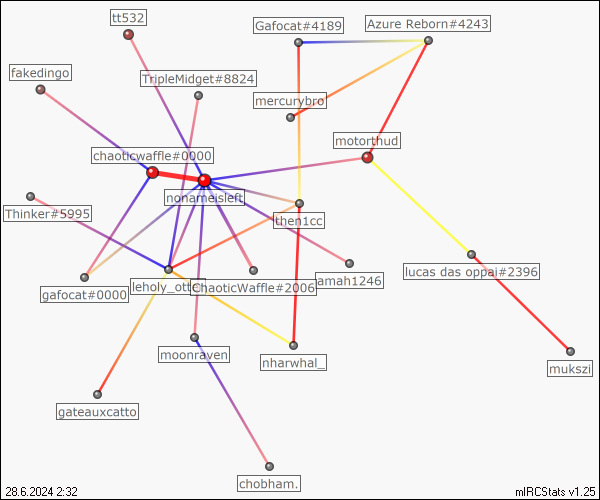 tt532
Gafocat#4189
Azure Reborn#4243
fakedingo
TripleMidget#8824
mercurybro
motorthud
chaoticwaffle#0000
nonameisleft
Thinker#5995
then1cc
gafocat#0000
leholy_otte
ChaoticWaffle#2006
amah1246
lucas das oppai#2396
moonraven
nharwhal_
mukszi
gateauxcatto
chobham.
28.6.2024 2:32
mIRCStats v1.25